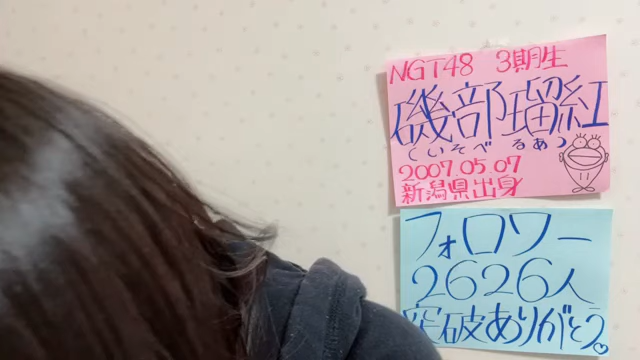 NGT48 3期生
磯部瑠紅
(いそべ るあ)
2007.05.07
新潟県出身
フォロワー
2626人
突破ありがとう